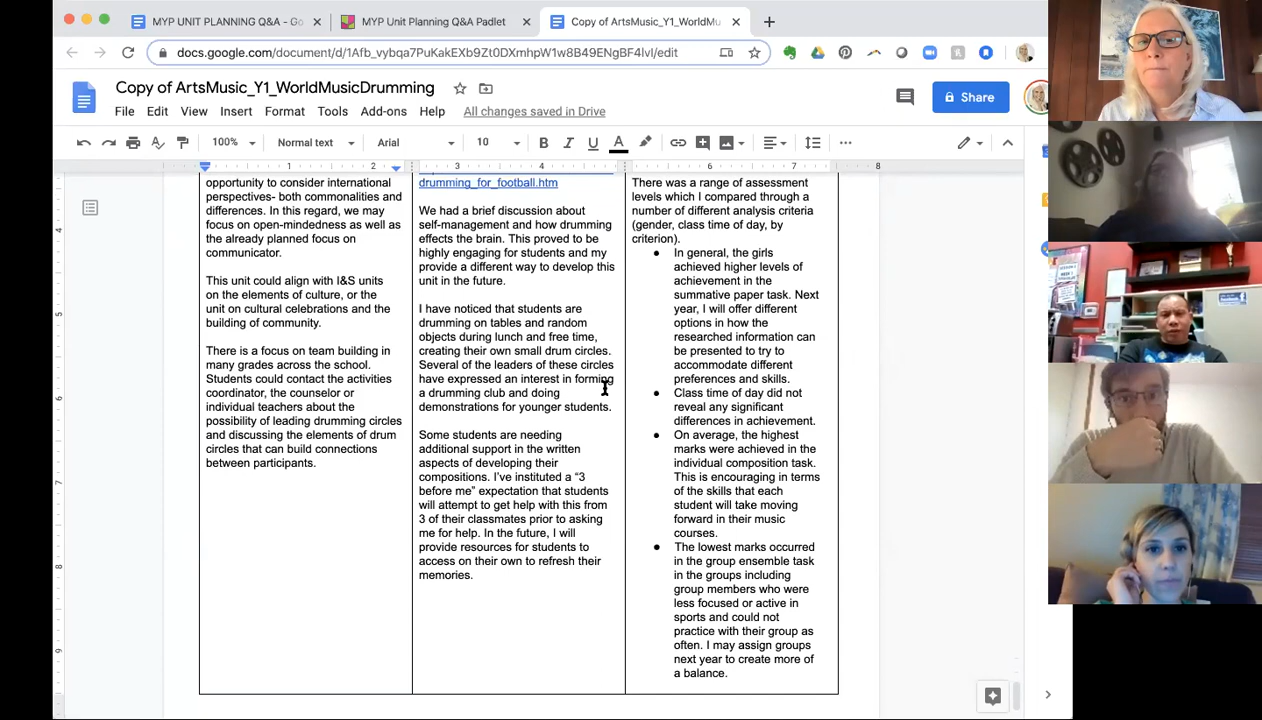 MYP UNIT PLANNING Q&A - Go
MYP Unit Planning Q&A Padlet
Copy of ArtsMusic_Y1_WorldMu
docs.google.com/document/d/1Afb_vybqa7PuKakEX9Zt0DXmhpW1w8B49ENgBF4lvI/edit
Copy of ArtsMusic_Y1_WorldMusicDrumming
Share
File Edit View Insert Format Tools Add-ons Help All changes saved in Drive
100% Normal text Arial 10 B I U A
1 2 3 4 5 6 7 8
opportunity to consider international
perspectives- both commonalities and
differences. In this regard, we may
focus on open-mindedness as well as
the already planned focus on
communicator.
This unit could align with I&S units
on the elements of culture, or the
unit on cultural celebrations and the
building of community.
There is a focus on team building in
many grades across the school.
Students could contact the activities
coordinator, the counselor or
individual teachers about the
possibility of leading drumming circles
and discussing the elements of drum
circles that can build connections
between participants.
drumming_for_football.htm
We had a brief discussion about
self-management and how drumming
effects the brain. This proved to be
highly engaging for students and my
provide a different way to develop this
unit in the future.
I have noticed that students are
drumming on tables and random
objects during lunch and free time,
creating their own small drum circles.
Several of the leaders of these circles
have expressed an interest in forming
a drumming club and doing
demonstrations for younger students.
Some students are needing
additional support in the written
aspects of developing their
compositions. I've instituted a “3
before me” expectation that students
will attempt to get help with this from
3 of their classmates prior to asking
me for help. In the future, I will
provide resources for students to
access on their own to refresh their
memories.
There was a range of assessment
levels which I compared through a
number of different analysis criteria
(gender, class time of day, by
criterion).
● In general, the girls
achieved higher levels of
achievement in the
summative paper task. Next
year, I will offer different
options in how the
researched information can
be presented to try to
accommodate different
preferences and skills.
● Class time of day did not
reveal any significant
differences in achievement.
● On average, the highest
marks were achieved in the
individual composition task.
This is encouraging in terms
of the skills that each
student will take moving
forward in their music
courses.
● The lowest marks occurred
in the group ensemble task
in the groups including
group members who were
less focused or active in
sports and could not
practice with their group as
often. I may assign groups
next year to create more of
a balance.
4
5
6
7
8
9